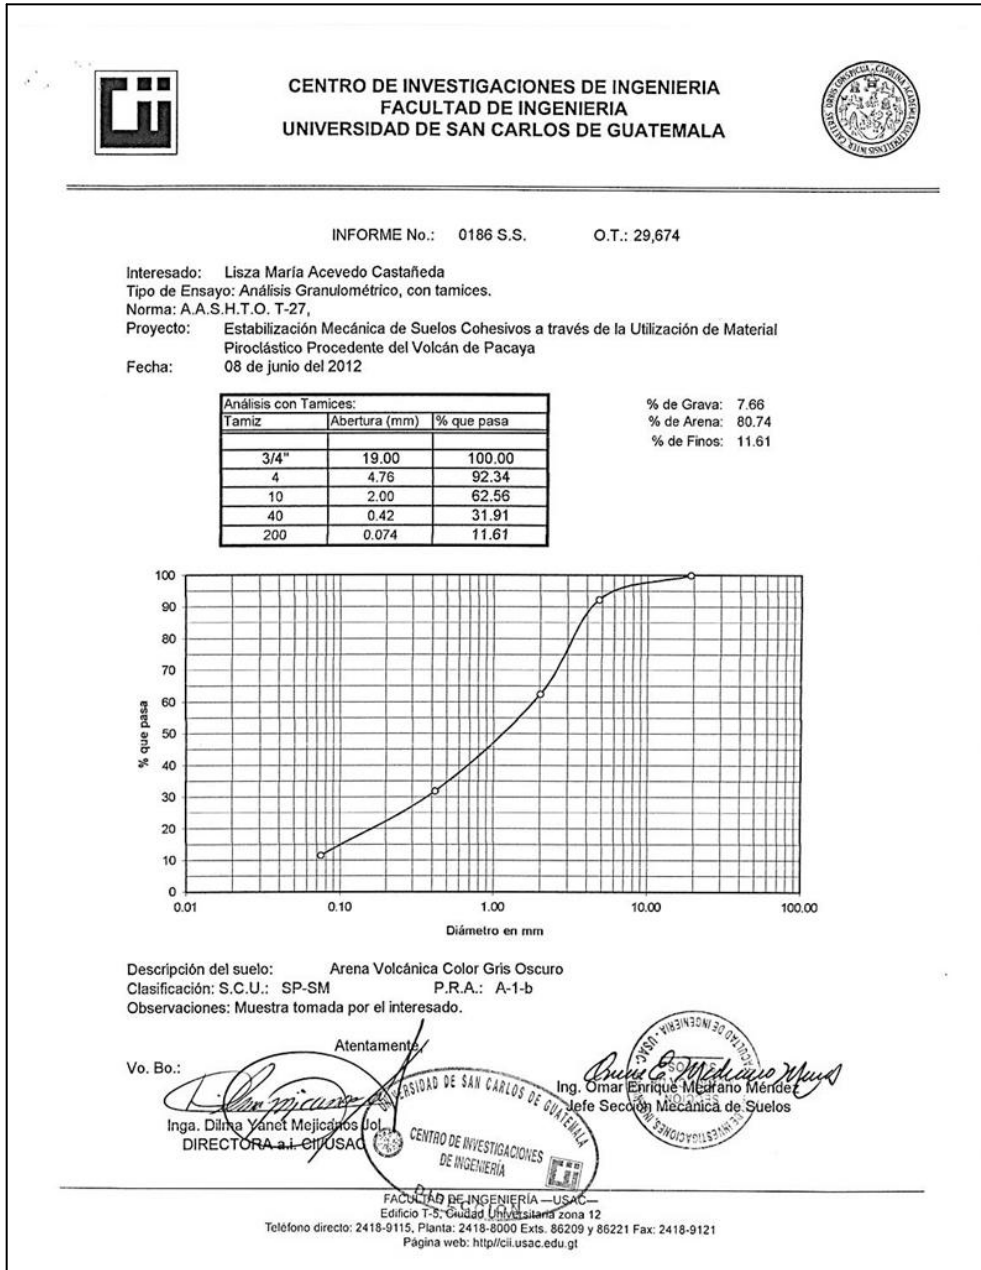 CENTRO DE INVESTIGACIONES DE INGENIERIA
FACULTAD DE INGENIERIA
UNIVERSIDAD DE SAN CARLOS DE GUATEMALA
INFORME No.: 0186 S.S. O.T.: 29,674
Interesado: Lisza María Acevedo Castañeda
Tipo de Ensayo: Análisis Granulométrico, con tamices.
Norma: A.A.S.H.T.O. T-27,
Proyecto: Estabilización Mecánica de Suelos Cohesivos a través de la Utilización de Material
Piroclástico Procedente del Volcán de Pacaya
Fecha: 08 de junio del 2012
Análisis con Tamices:
Tamiz Abertura (mm) % que pasa
3/4" 19.00 100.00
4 4.76 92.34
10 2.00 62.56
40 0.42 31.91
200 0.074 11.61
% de Grava: 7.66
% de Arena: 80.74
% de Finos: 11.61
% que pasa
100
90
80
70
60
50
40
30
20
10
0
0.01 0.10 1.00 10.00 100.00
Diámetro en mm
Descripción del suelo: Arena Volcánica Color Gris Oscuro
Clasificación: S.C.U.: SP-SM P.R.A.: A-1-b
Observaciones: Muestra tomada por el interesado.
Atentamente,
Vo. Bo.:
Ing. Omar Enrique Medrano Méndez
Jefe Sección Mecánica de Suelos
Inga. Dilma Yanet Mejicanos Jol
DIRECTORA a.i. CII/USAC
UNIVERSIDAD DE SAN CARLOS DE GUATEMALA
CENTRO DE INVESTIGACIONES
DE INGENIERÍA
DIRECCION
FACULTAD DE INGENIERÍA —USAC—
Edificio T-5, Ciudad Universitaria zona 12
Teléfono directo: 2418-9115, Planta: 2418-8000 Exts. 86209 y 86221 Fax: 2418-9121
Página web: http//cii.usac.edu.gt